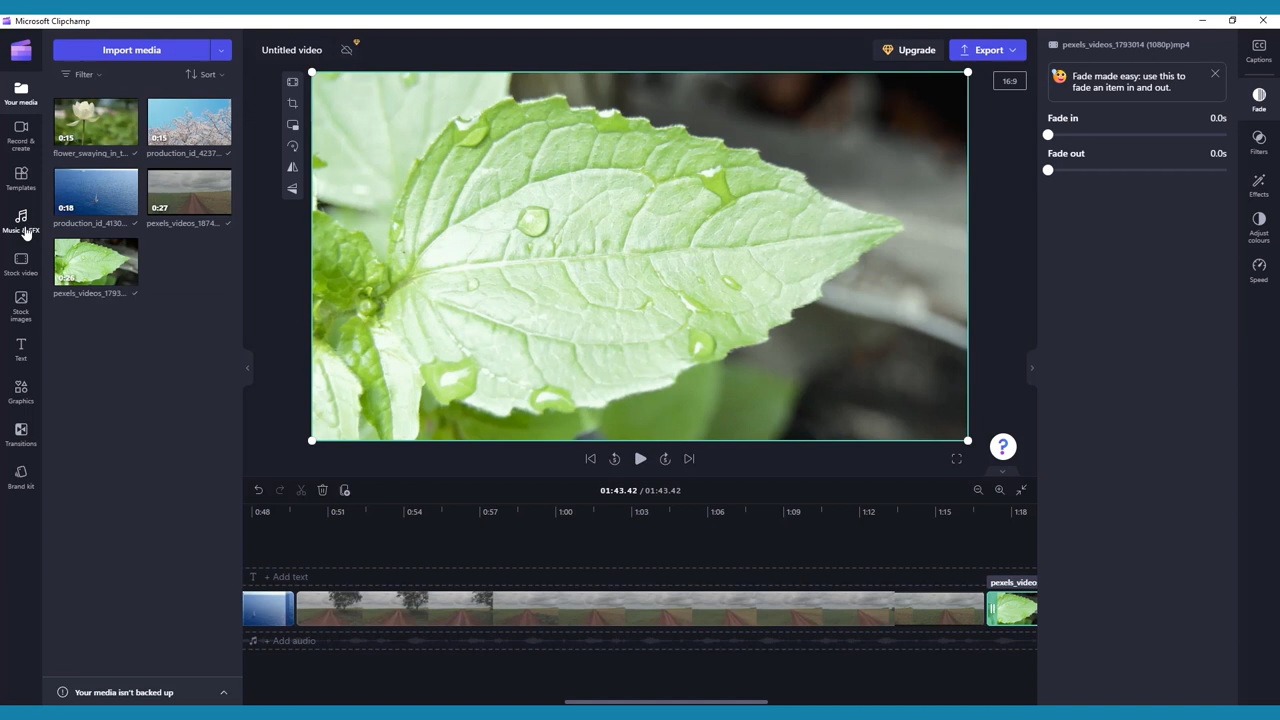 Microsoft Clipchamp
Import media
Untitled video
Upgrade
Export
16:9
Filter
Sort
Your media
Record & create
Templates
Stock video
Stock images
Text
Graphics
Transitions
Brand kit
0:15
flower_swaying_in_t...
0:15
production_id_4237...
0:18
production_id_4130...
0:27
pexels_videos_1874...
0:26
pexels_videos_1793...
Your media isn't backed up
01:43.42 / 01:43.42
0:48
0:51
0:54
0:57
1:00
1:03
1:06
1:09
1:12
1:15
1:18
T + Add text
pexels_video
+ Add audio
?
pexels_videos_1793014 (1080p)mp4
Fade made easy: use this to
fade an item in and out.
Fade in 0.0s
Fade out 0.0s
Captions
Fade
Filters
Effects
Adjust
colours
Speed